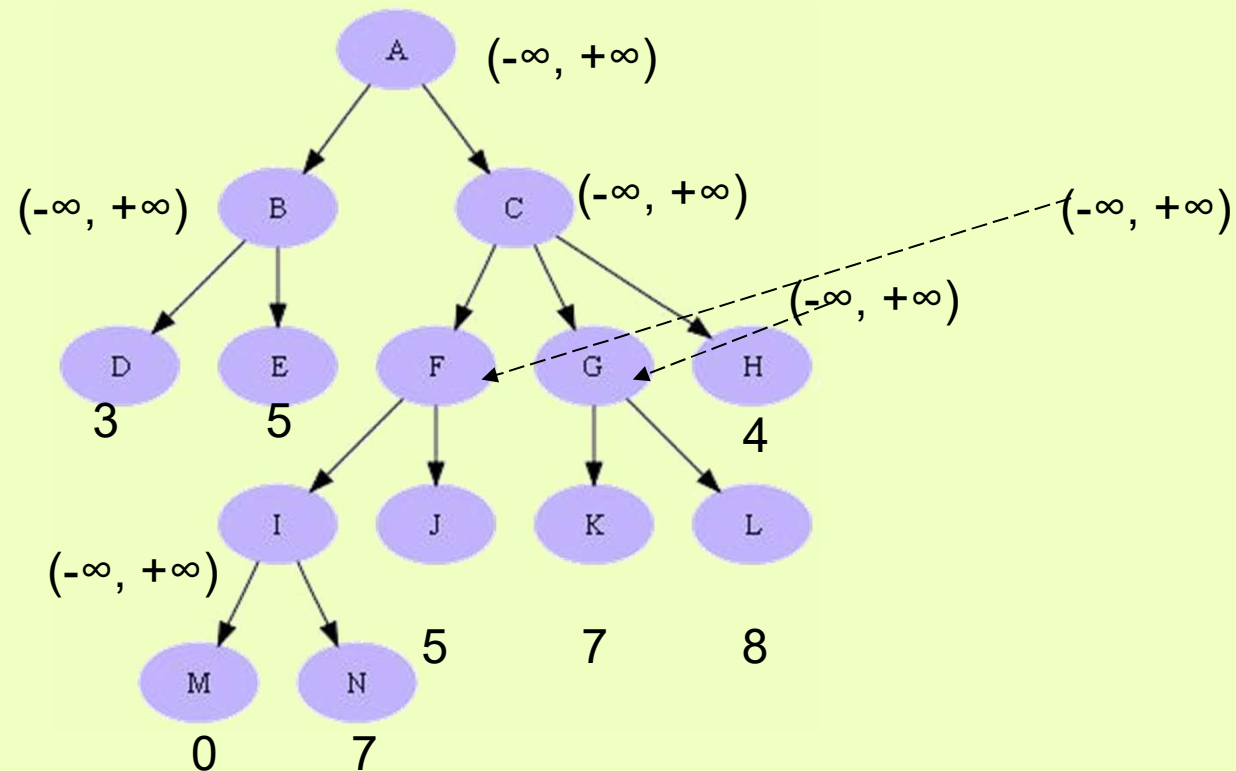 A (-∞, +∞)
(-∞, +∞) B C (-∞, +∞) (-∞, +∞)
(-∞, +∞)
D E F G H
3 5 4
I J K L
(-∞, +∞)
5 7 8
M N
0 7